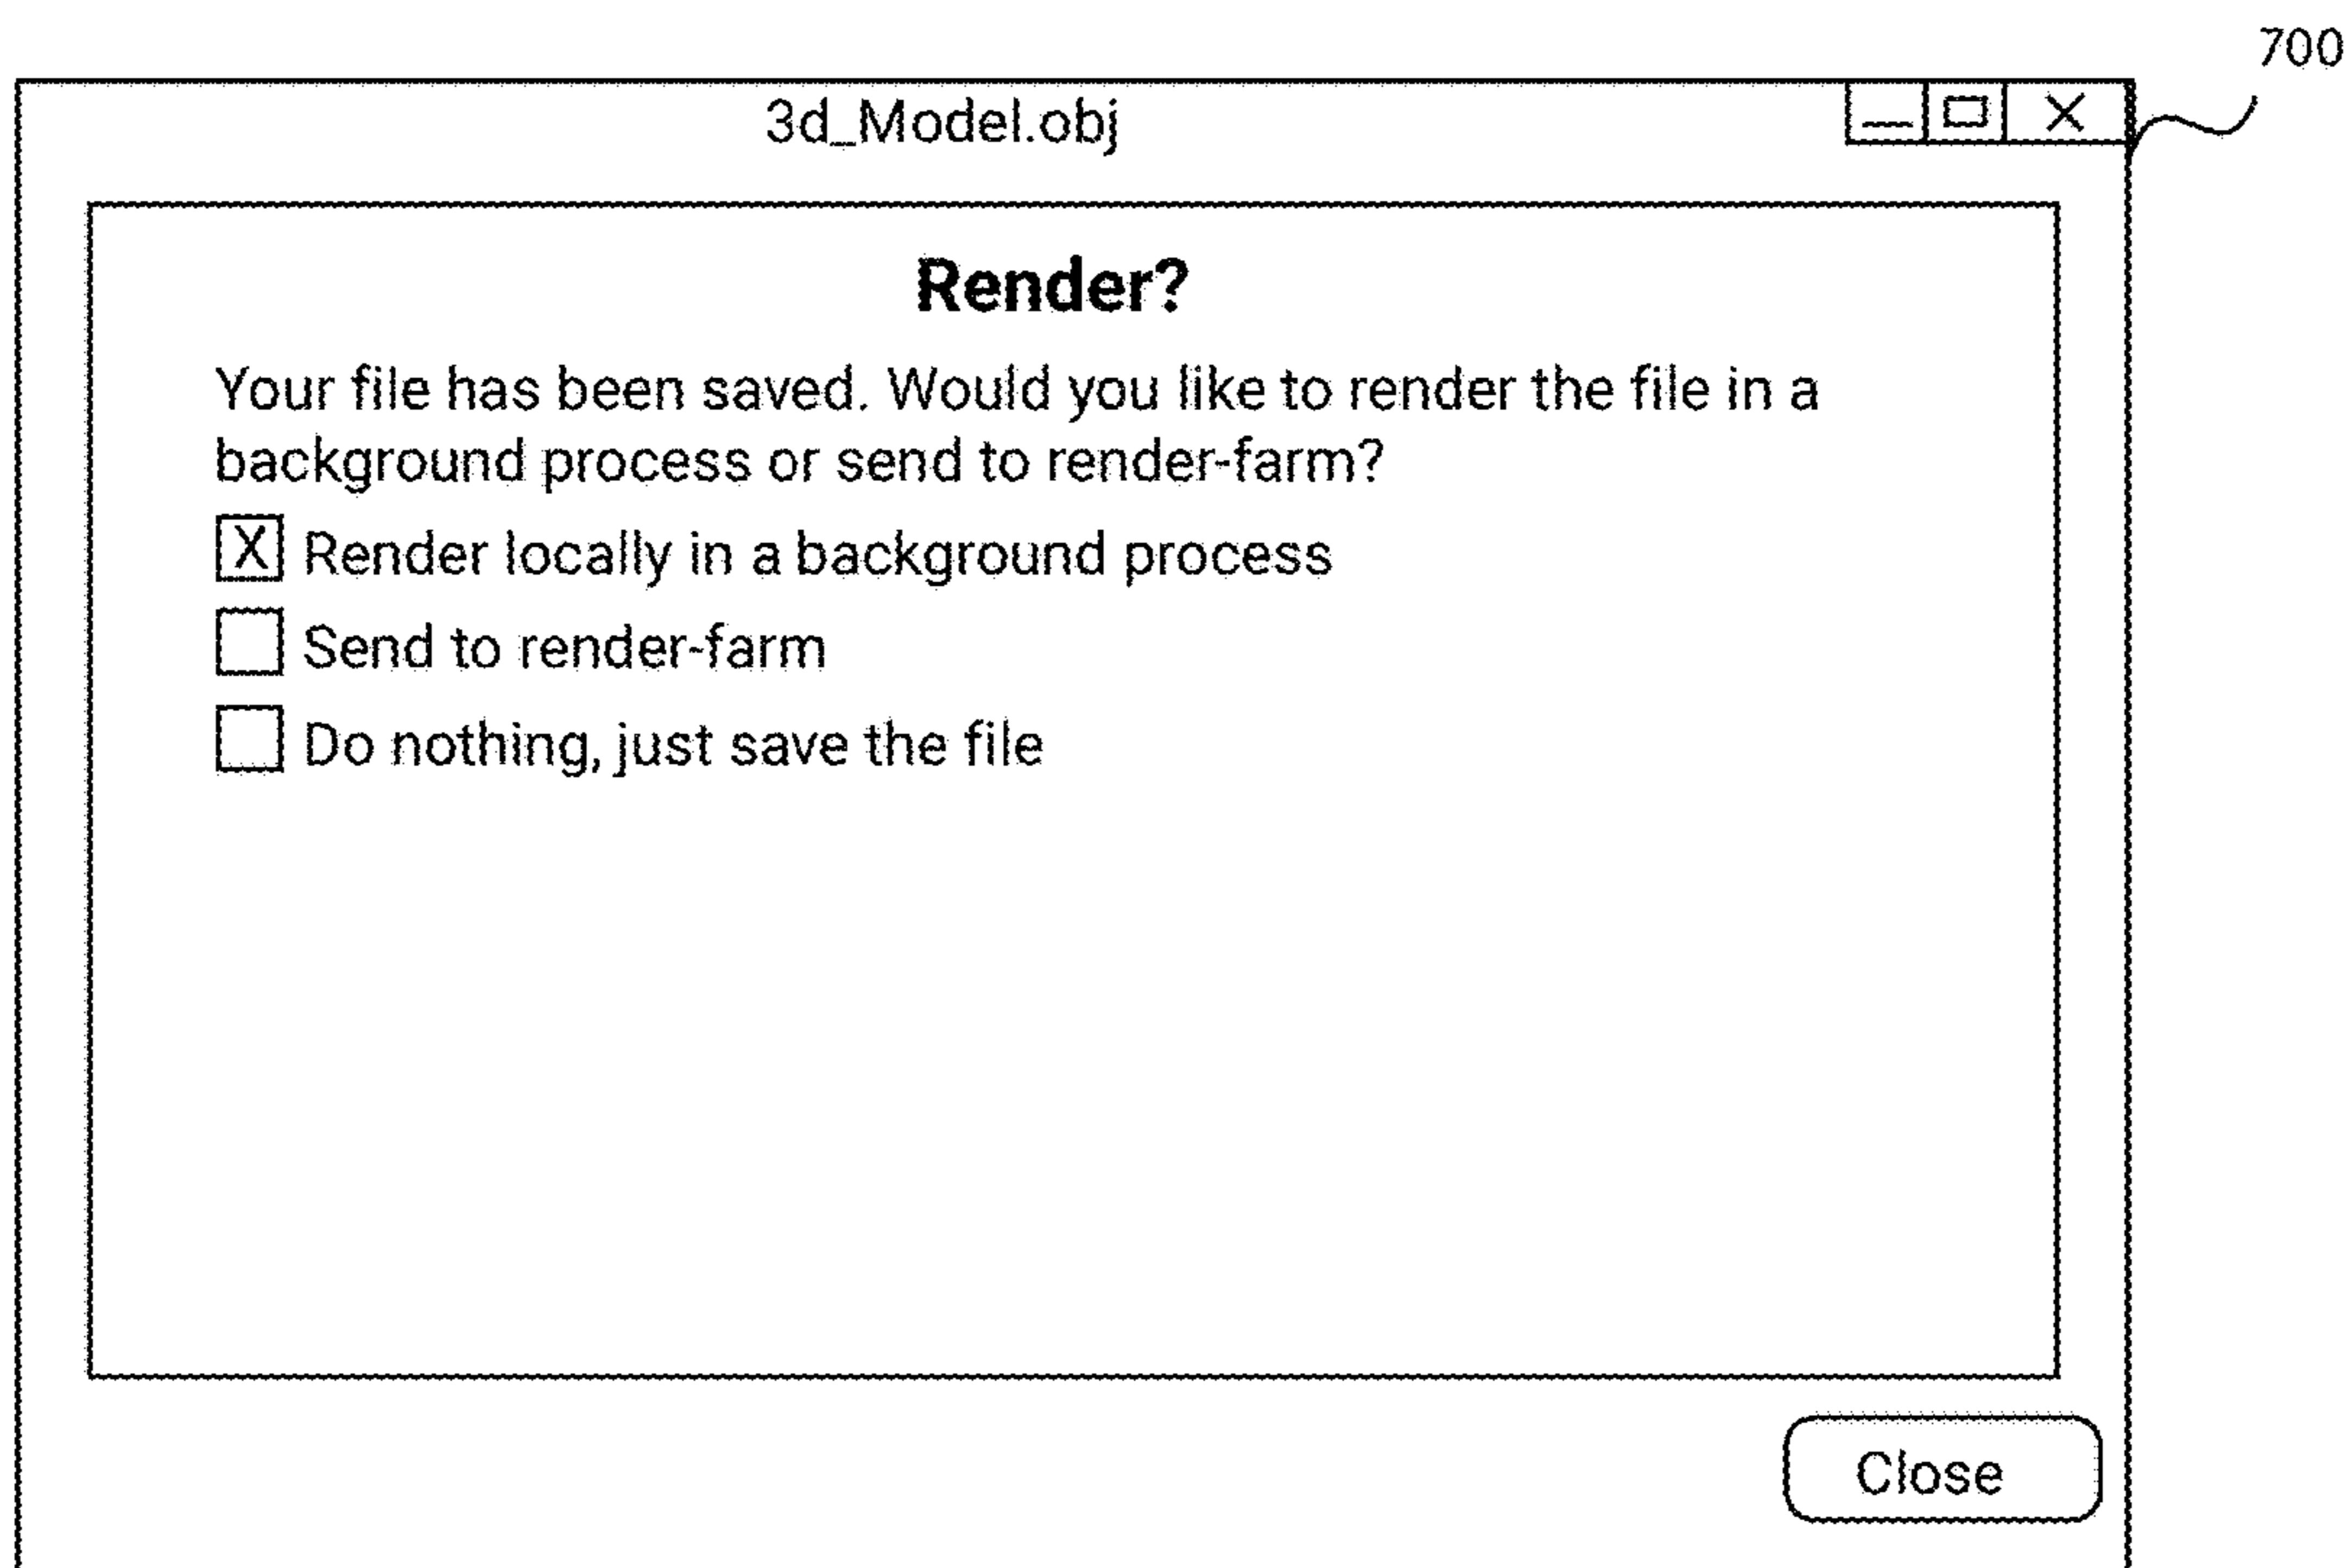 700
3d_Model.obj
Render?
Your file has been saved. Would you like to render the file in a
background process or send to render-farm?
X Render locally in a background process
Send to render-farm
Do nothing, just save the file
Close